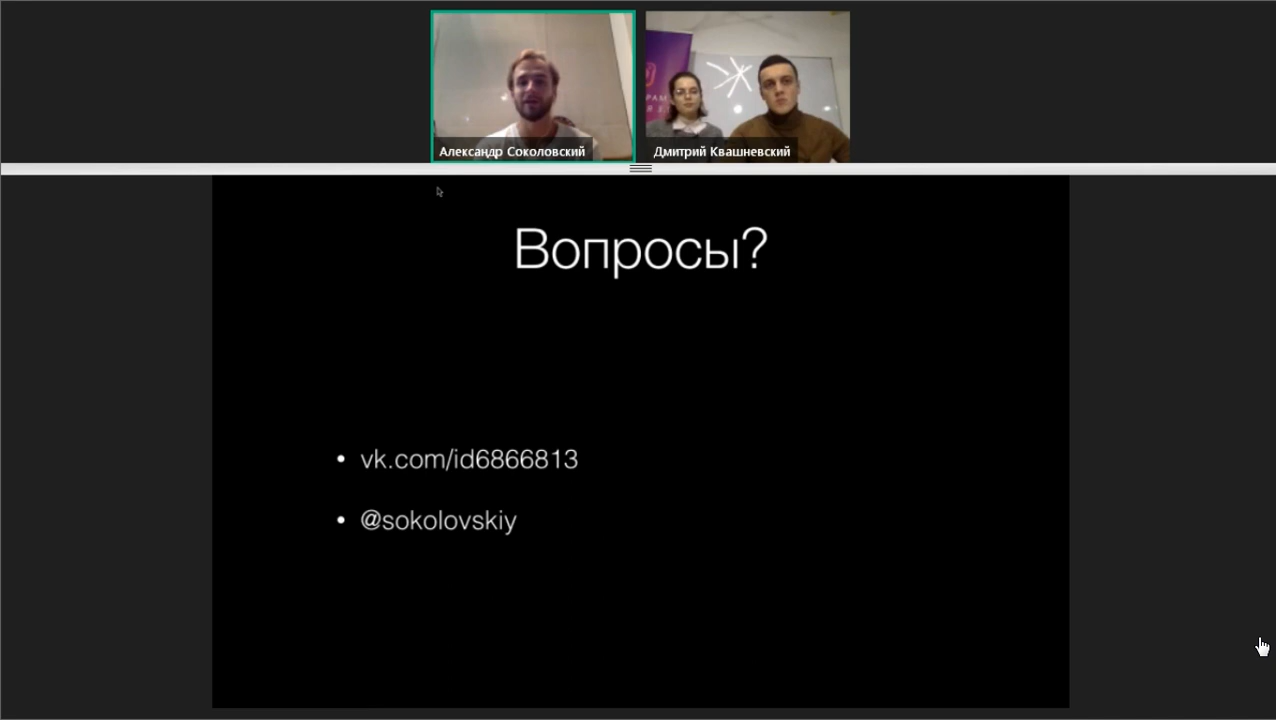 Александр Соколовский
Дмитрий Квашневский
Вопросы?
• vk.com/id6866813
• @sokolovskiy